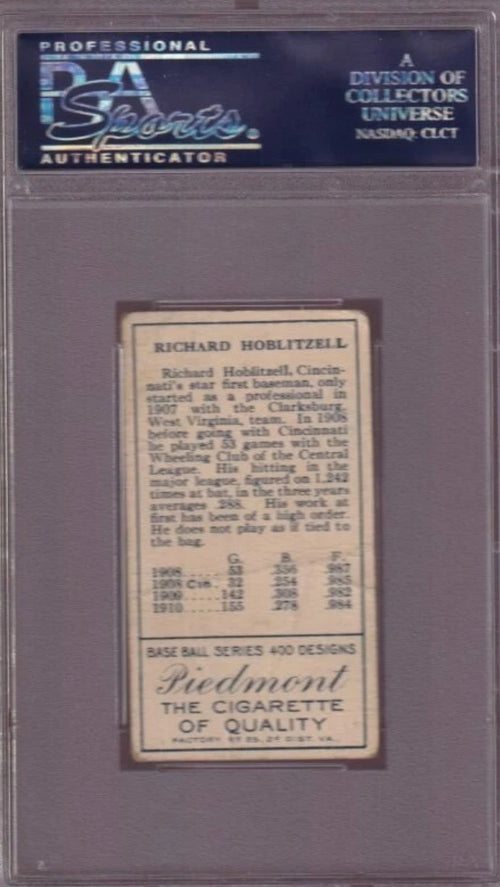 PROFESSIONAL
PSA
Sports
AUTHENTICATOR
A
DIVISION OF
COLLECTORS
UNIVERSE
NASDAQ: CLCT
RICHARD HOBLITZELL
Richard Hoblitzell, Cincin-
nati's star first baseman, only
started as a professional in
1907 with the Clarksburg,
West Virginia, team. In 1908
before going with Cincinnati
he played 53 games with the
Wheeling Club of the Central
League. His hitting in the
major league, figured on 1,242
times at bat, in the three years
averages .288. His work at
first has been of a high order.
He does not play as if tied to
the bag.
G. B. F.
1908..... 53 .356 .987
1908 Cin. 32 .254 .985
1909.....142 .308 .982
1910.....155 .278 .984
BASE BALL SERIES 400 DESIGNS
Piedmont
THE CIGARETTE
OF QUALITY
FACTORY Nº 25, 2ᴰ DIST. VA.